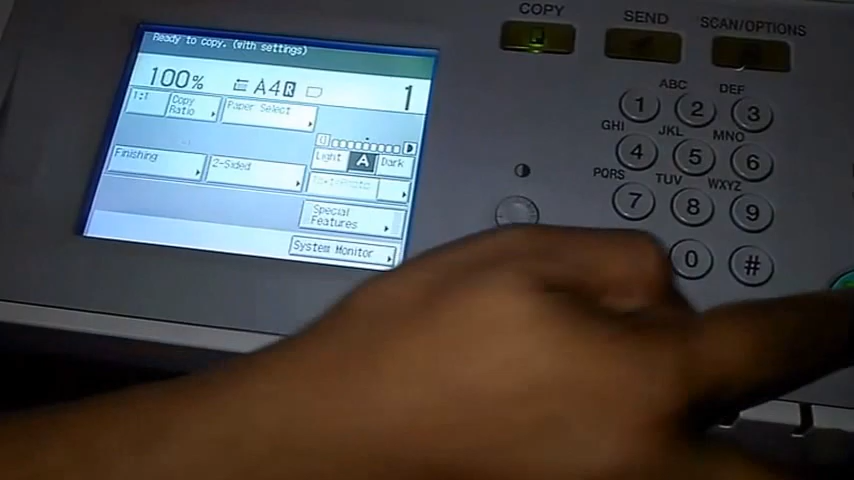 Ready to copy. (with settings)
100% A4R 1
1:1
Copy
Ratio
Paper Select
Light A Dark
Finishing
2-Sided
Text/Photo
Special
Features
System Monitor
COPY SEND SCAN/OPTIONS
ABC DEF
1 2 3
GHI JKL MNO
4 5 6
PQRS TUV WXYZ
7 8 9
0 #